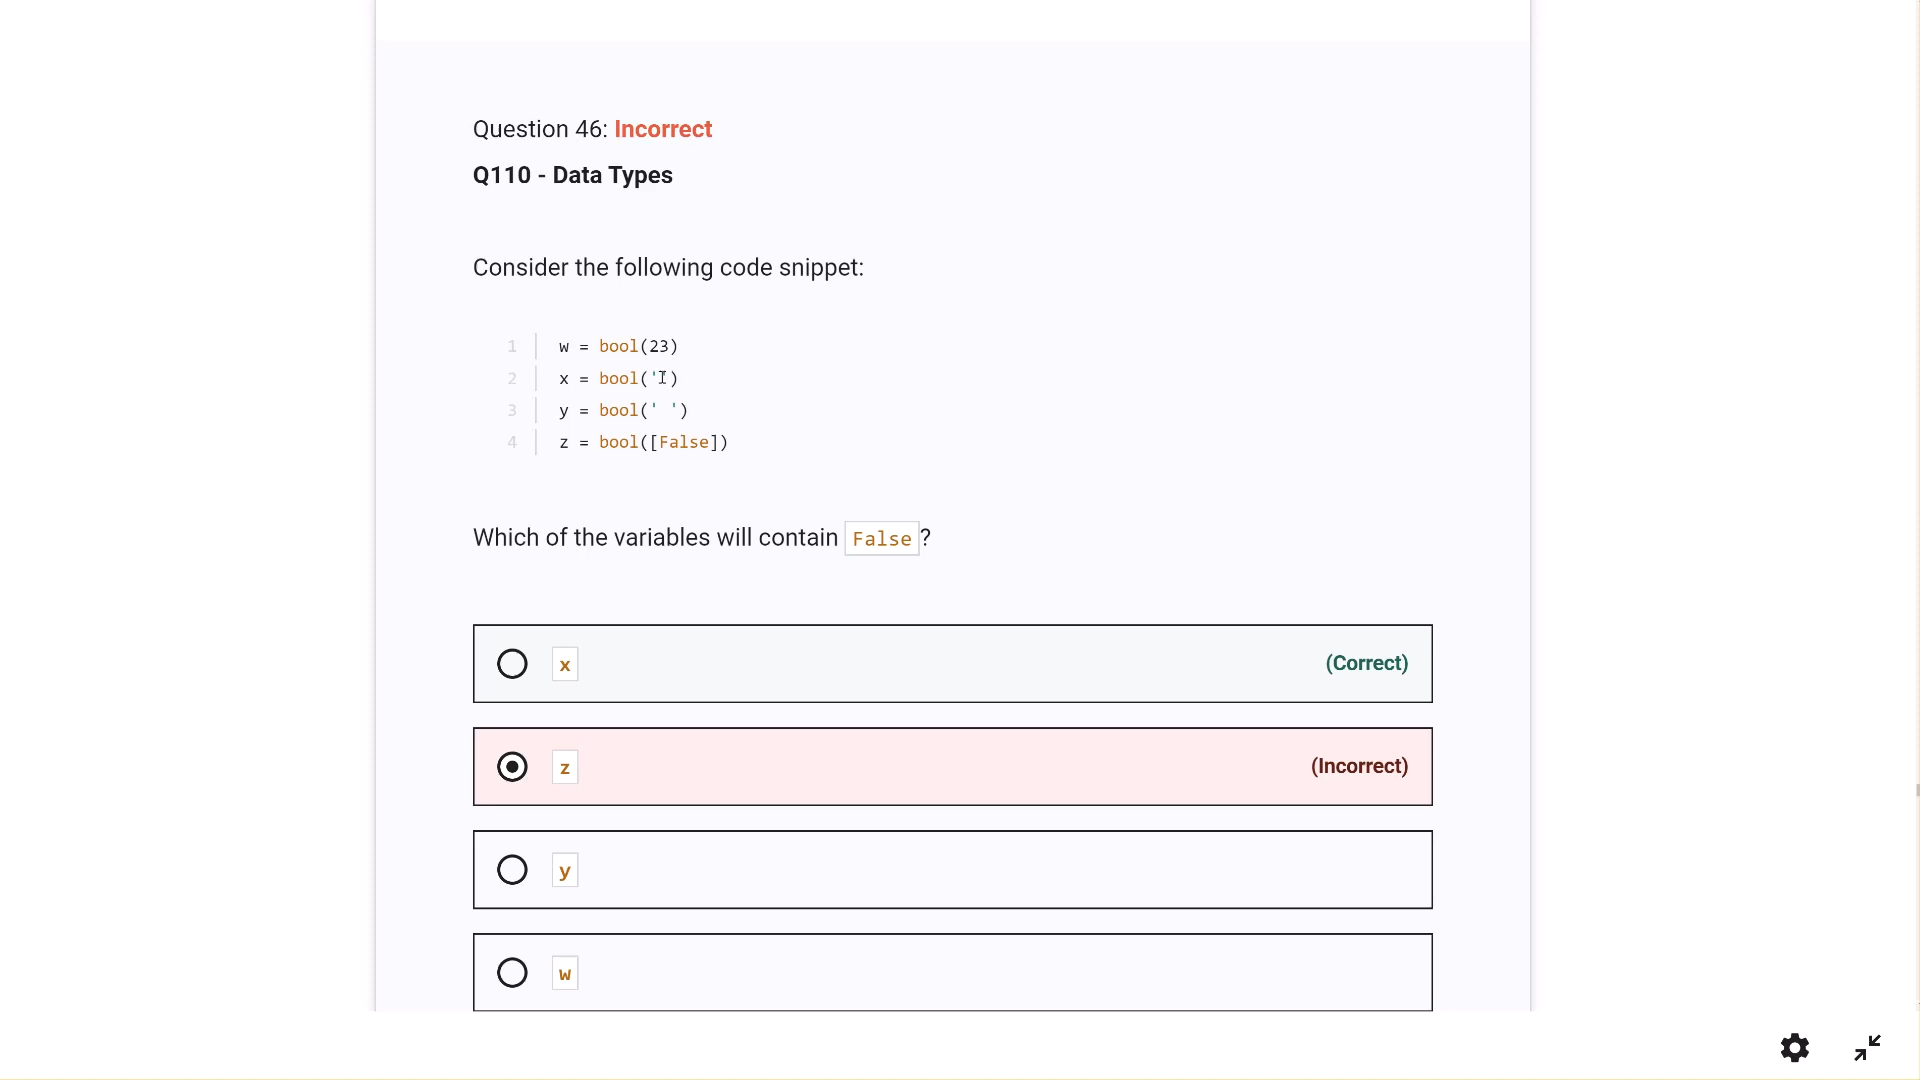 Question 46: Incorrect
Q110 - Data Types
Consider the following code snippet:
1 w = bool(23)
2 x = bool('')
3 y = bool(' ')
4 z = bool([False])
Which of the variables will contain False?
x (Correct)
z (Incorrect)
y
w